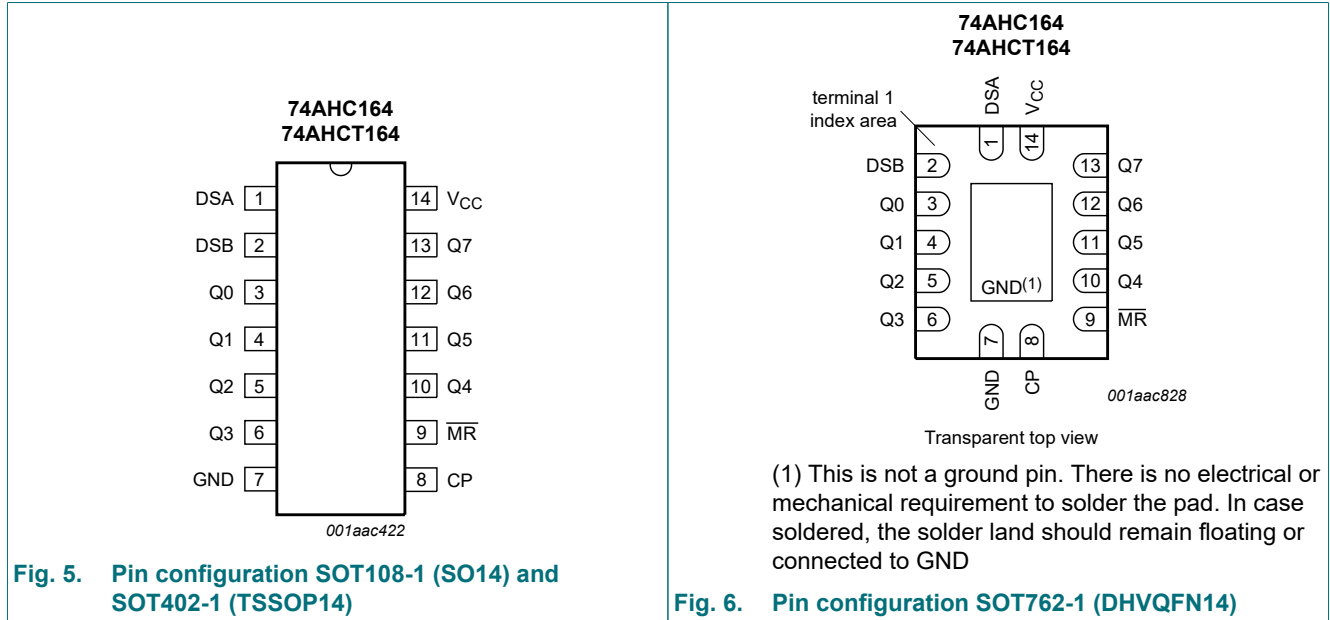 74AHC164
74AHCT164
DSA 1
14 VCC
DSB 2
13 Q7
Q0 3
12 Q6
Q1 4
11 Q5
Q2 5
10 Q4
Q3 6
9 MR
GND 7
8 CP
001aac422
Fig. 5. Pin configuration SOT108-1 (SO14) and
SOT402-1 (TSSOP14)
74AHC164
74AHCT164
terminal 1
index area
DSA
VCC
1
14
DSB 2
13 Q7
Q0 3
12 Q6
Q1 4
11 Q5
Q2 5
10 Q4
GND(1)
Q3 6
9 MR
7
8
GND
CP
001aac828
Transparent top view
(1) This is not a ground pin. There is no electrical or
mechanical requirement to solder the pad. In case
soldered, the solder land should remain floating or
connected to GND
Fig. 6. Pin configuration SOT762-1 (DHVQFN14)